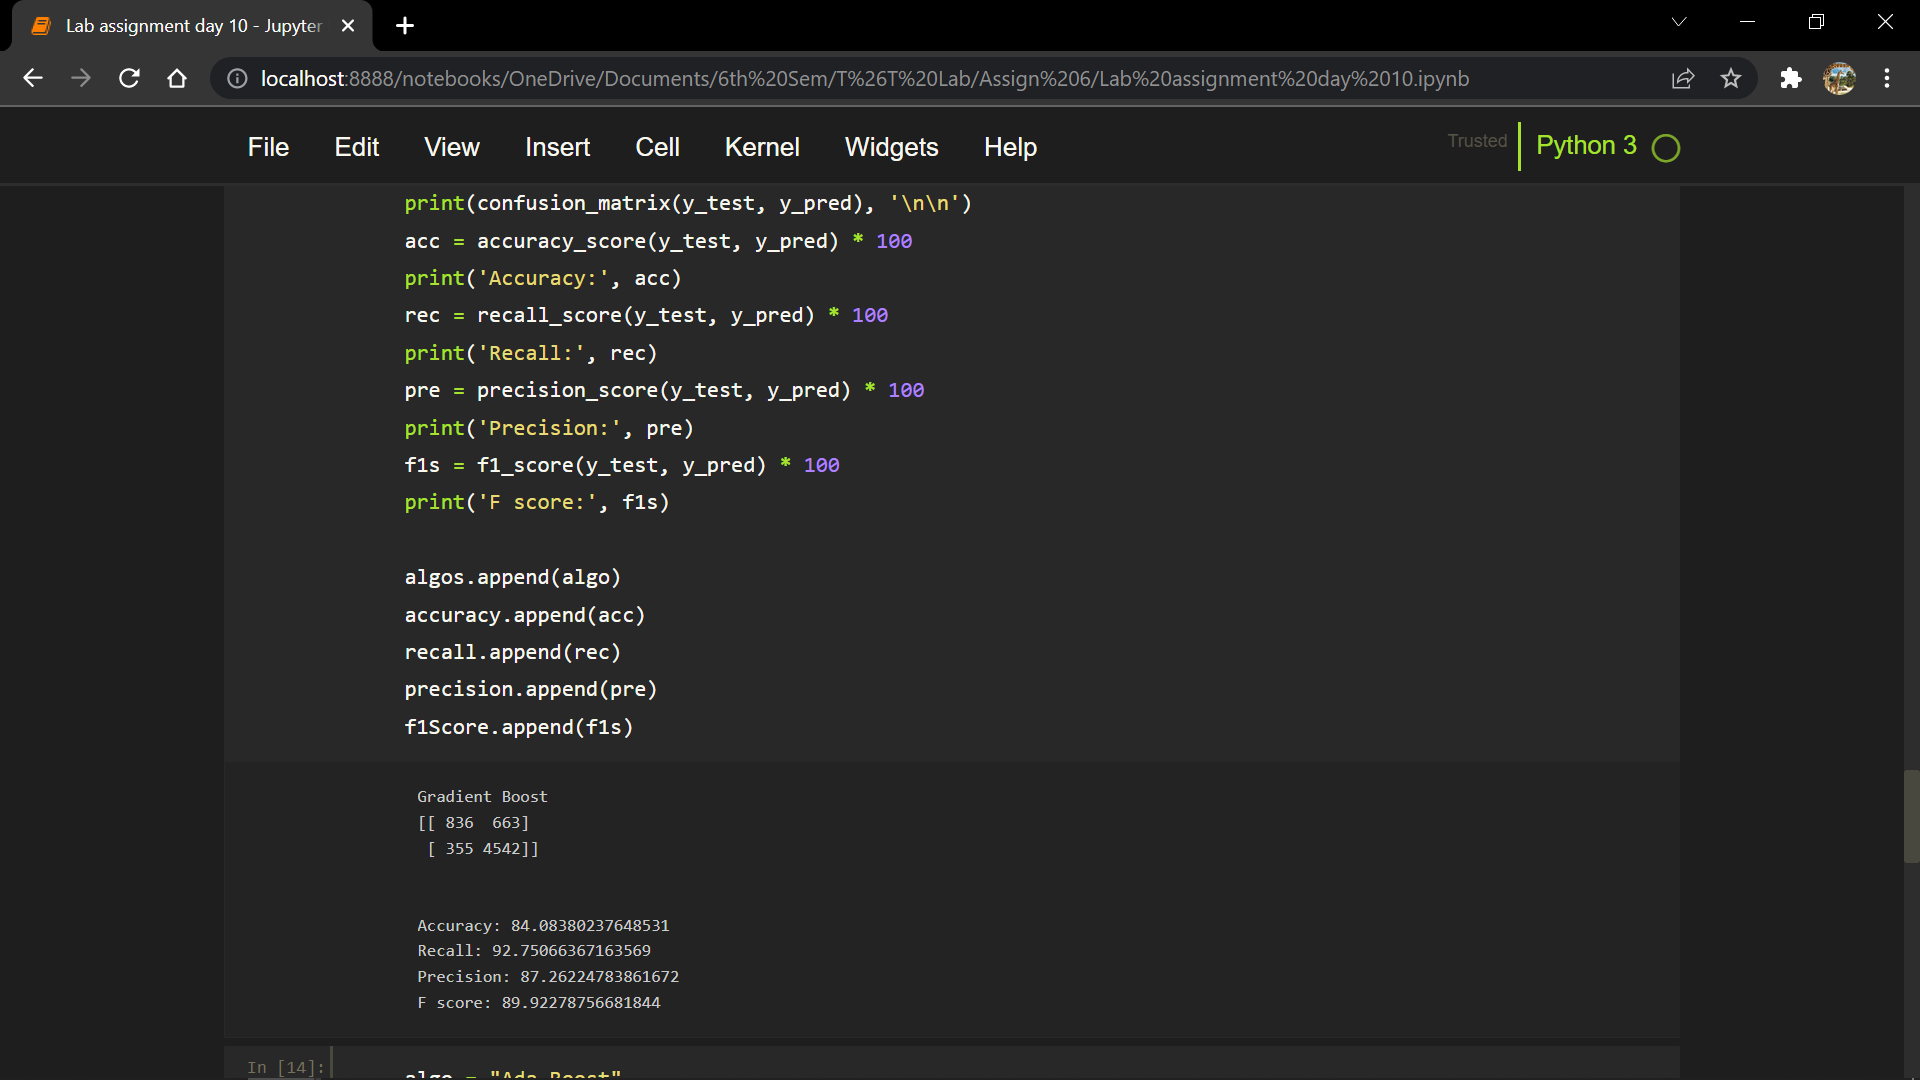 Lab assignment day 10 - Jupyter
localhost:8888/notebooks/OneDrive/Documents/6th%20Sem/T%26T%20Lab/Assign%206/Lab%20assignment%20day%2010.ipynb
File Edit View Insert Cell Kernel Widgets Help Trusted Python 3
print(confusion_matrix(y_test, y_pred), '\n\n')
acc = accuracy_score(y_test, y_pred) * 100
print('Accuracy:', acc)
rec = recall_score(y_test, y_pred) * 100
print('Recall:', rec)
pre = precision_score(y_test, y_pred) * 100
print('Precision:', pre)
f1s = f1_score(y_test, y_pred) * 100
print('F score:', f1s)
algos.append(algo)
accuracy.append(acc)
recall.append(rec)
precision.append(pre)
f1Score.append(f1s)
Gradient Boost
[[ 836  663]
 [ 355 4542]]
Accuracy: 84.08380237648531
Recall: 92.75066367163569
Precision: 87.26224783861672
F score: 89.92278756681844
In [14]: algo = "Ada Boost"